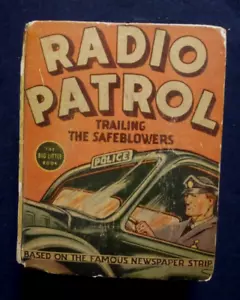 RADIO
PATROL
TRAILING
THE SAFEBLOWERS
THE
BIG LITTLE
BOOK
POLICE
BASED ON THE FAMOUS NEWSPAPER STRIP